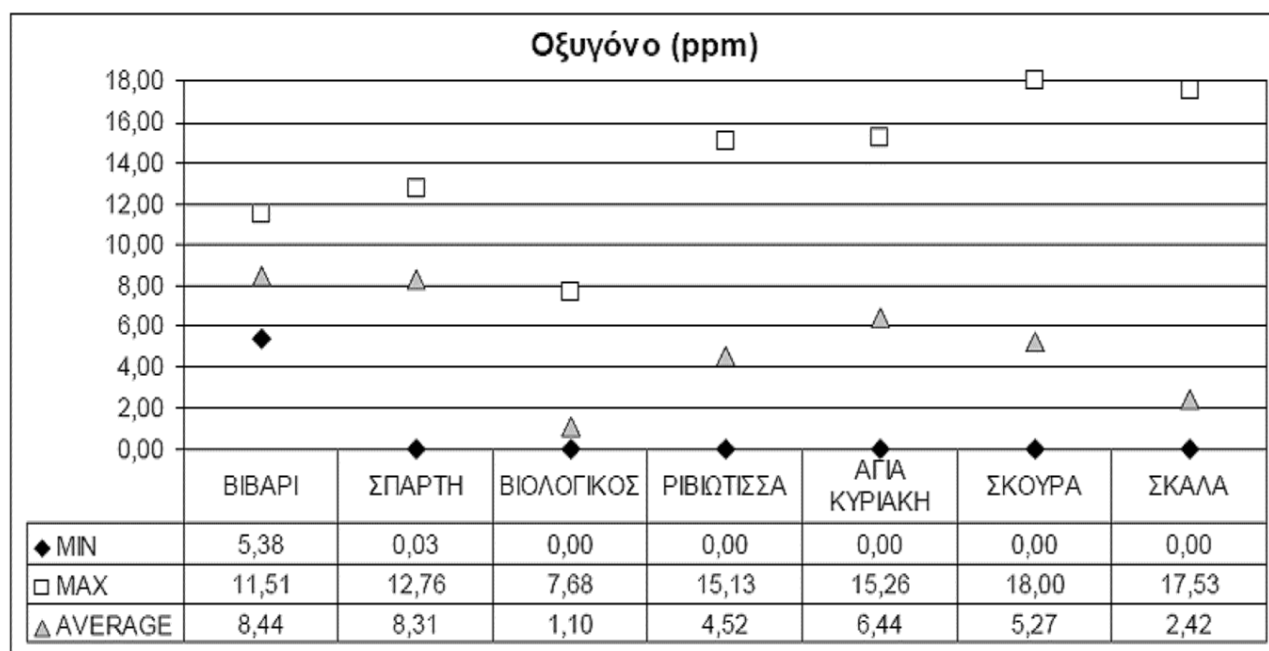 Οξυγόνο (ppm)
18,00
16,00
14,00
12,00
10,00
8,00
6,00
4,00
2,00
0,00
ΒΙΒΑΡΙ ΣΠΑΡΤΗ ΒΙΟΛΟΓΙΚΟΣ ΡΙΒΙΩΤΙΣΣΑ ΑΓΙΑ ΚΥΡΙΑΚΗ ΣΚΟΥΡΑ ΣΚΑΛΑ
MIN 5,38 0,03 0,00 0,00 0,00 0,00 0,00
MAX 11,51 12,76 7,68 15,13 15,26 18,00 17,53
AVERAGE 8,44 8,31 1,10 4,52 6,44 5,27 2,42